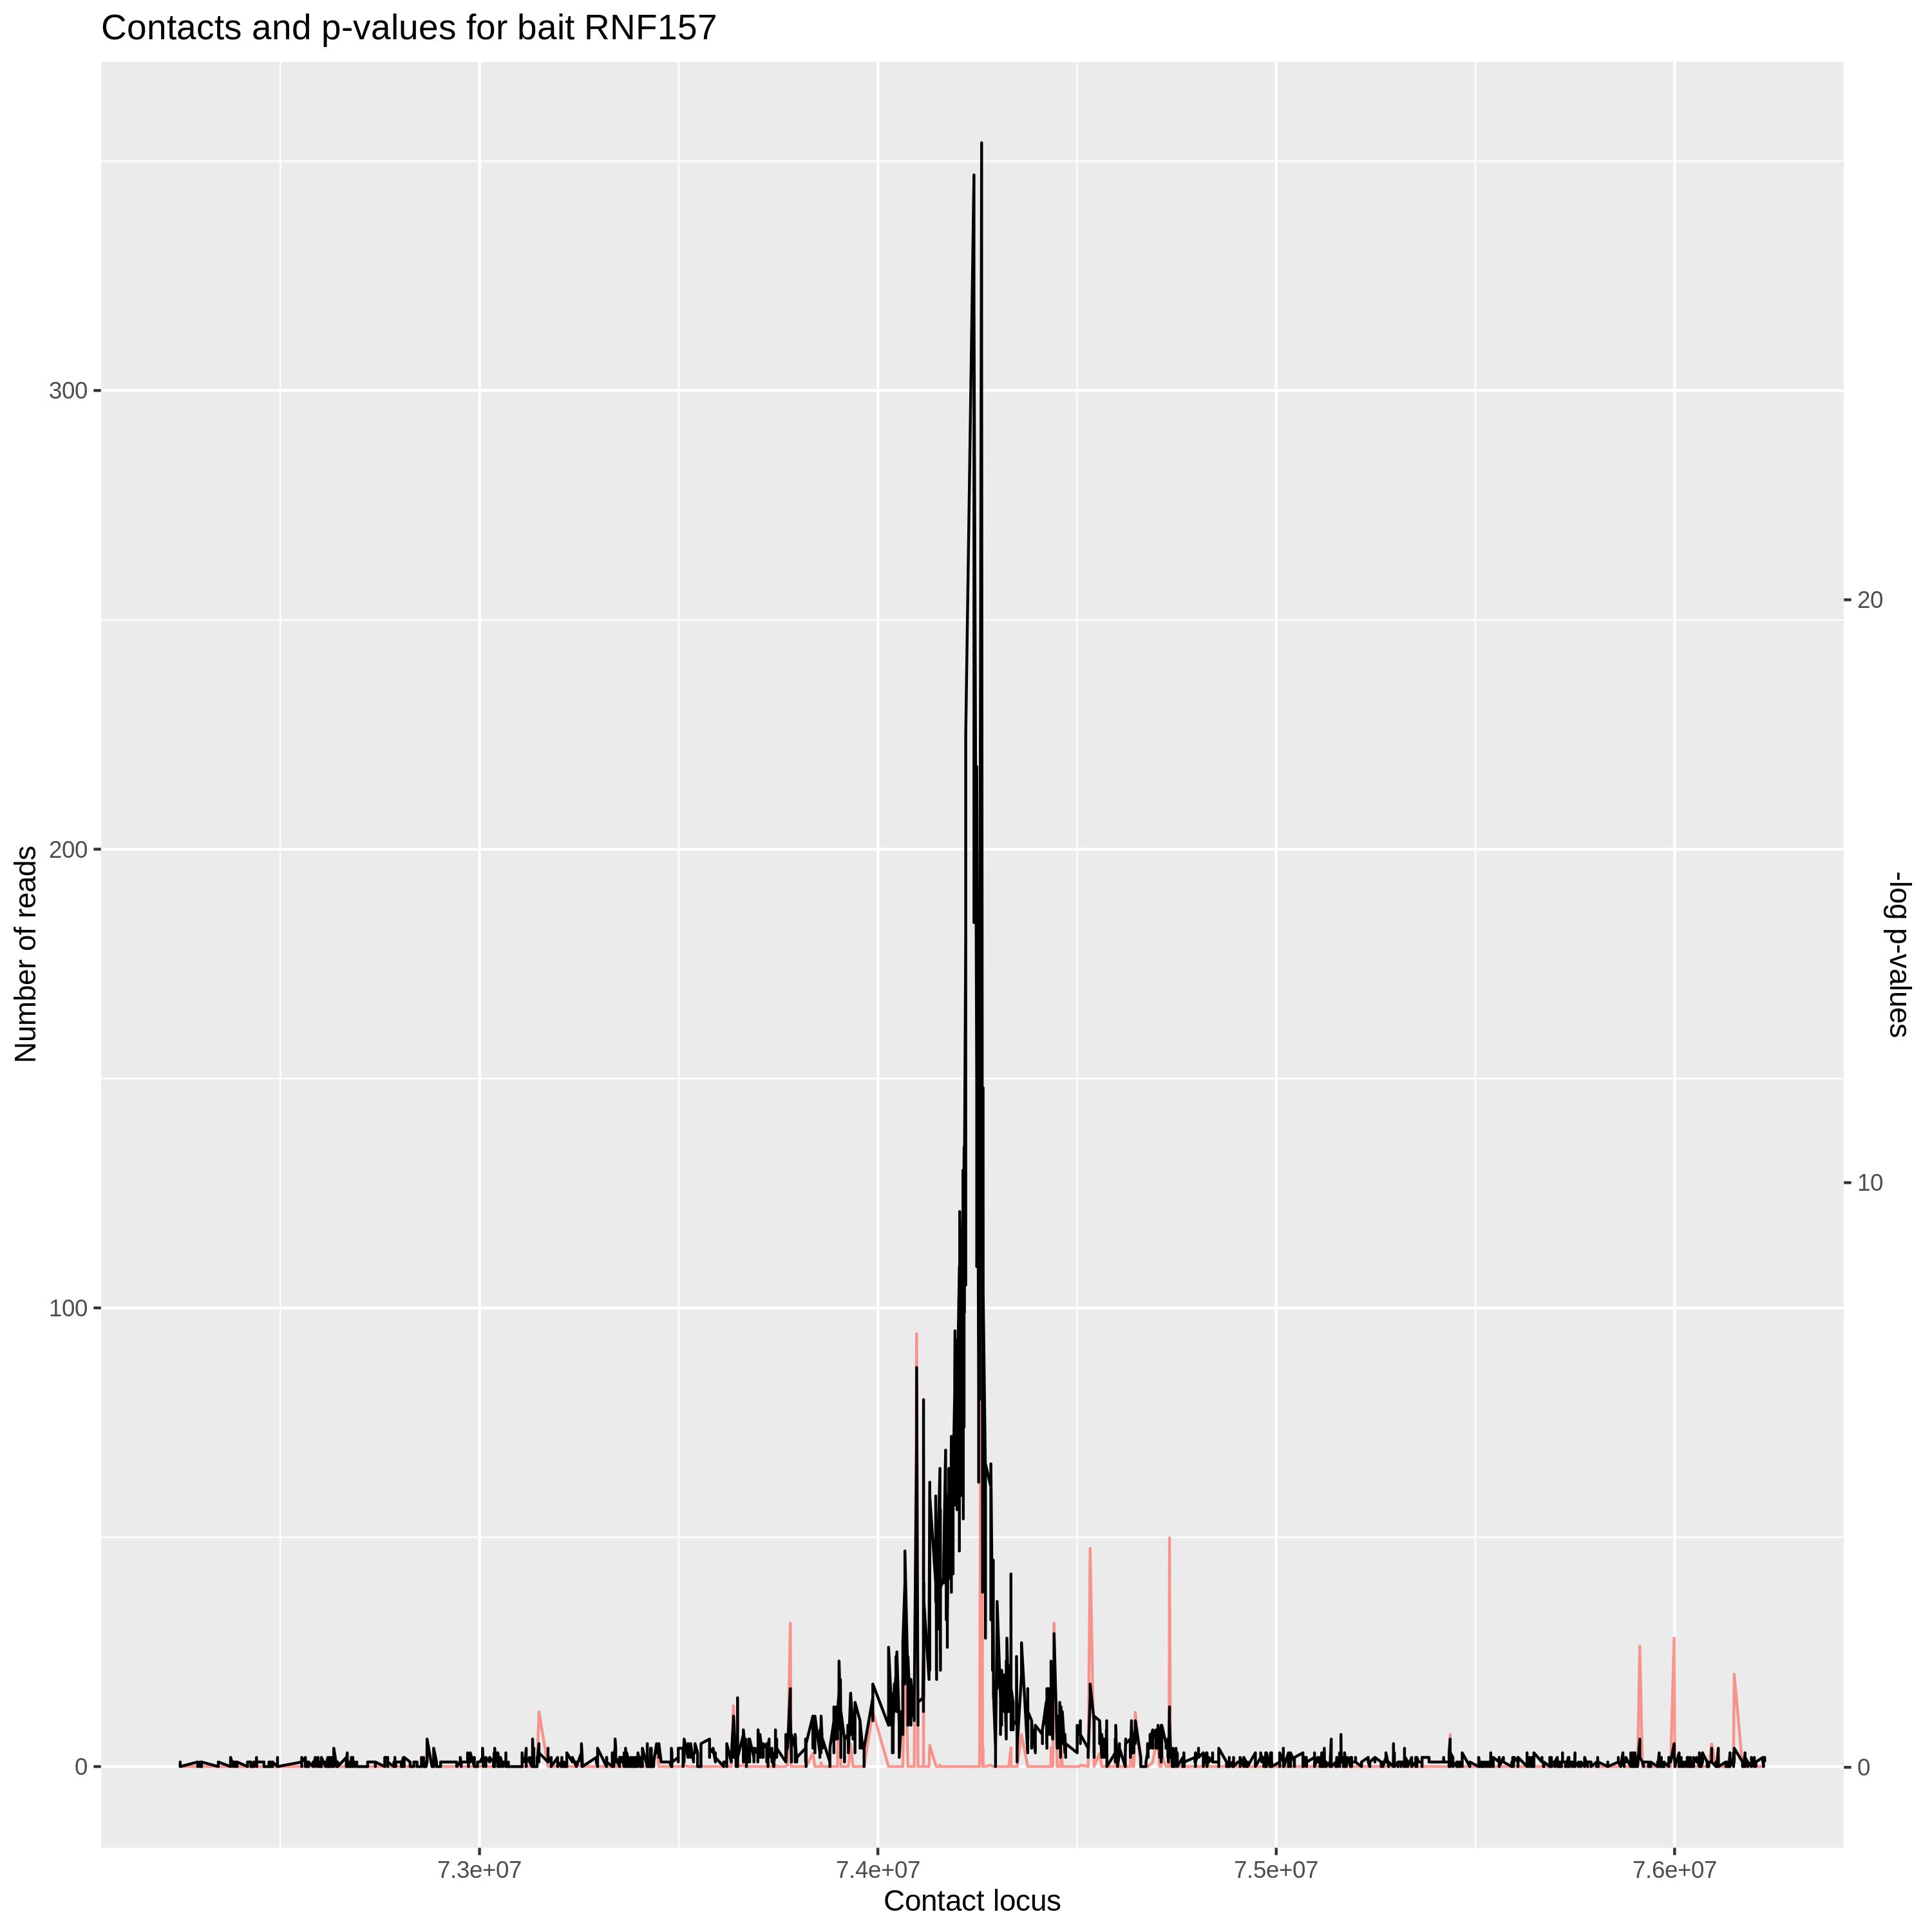 Contacts and p-values for bait RNF157
Number of reads
300
200
100
0
-log p-values
20
10
0
7.3e+07
7.4e+07
7.5e+07
7.6e+07
Contact locus